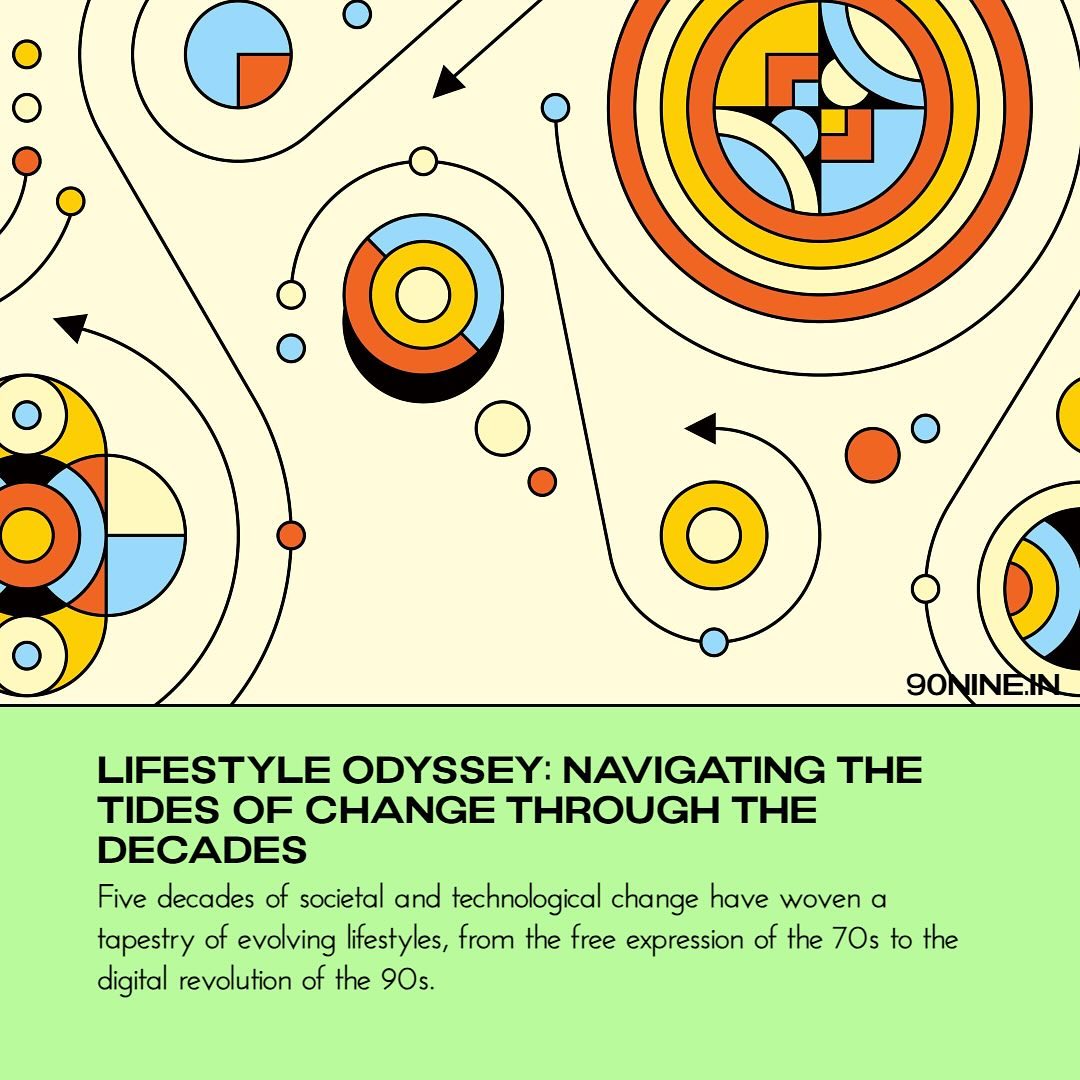 90NINE.IN
LIFESTYLE ODYSSEY: NAVIGATING THE
TIDES OF CHANGE THROUGH THE
DECADES
Five decades of societal and technological change have woven a
tapestry of evolving lifestyles, from the free expression of the 70s to the
digital revolution of the 90s.